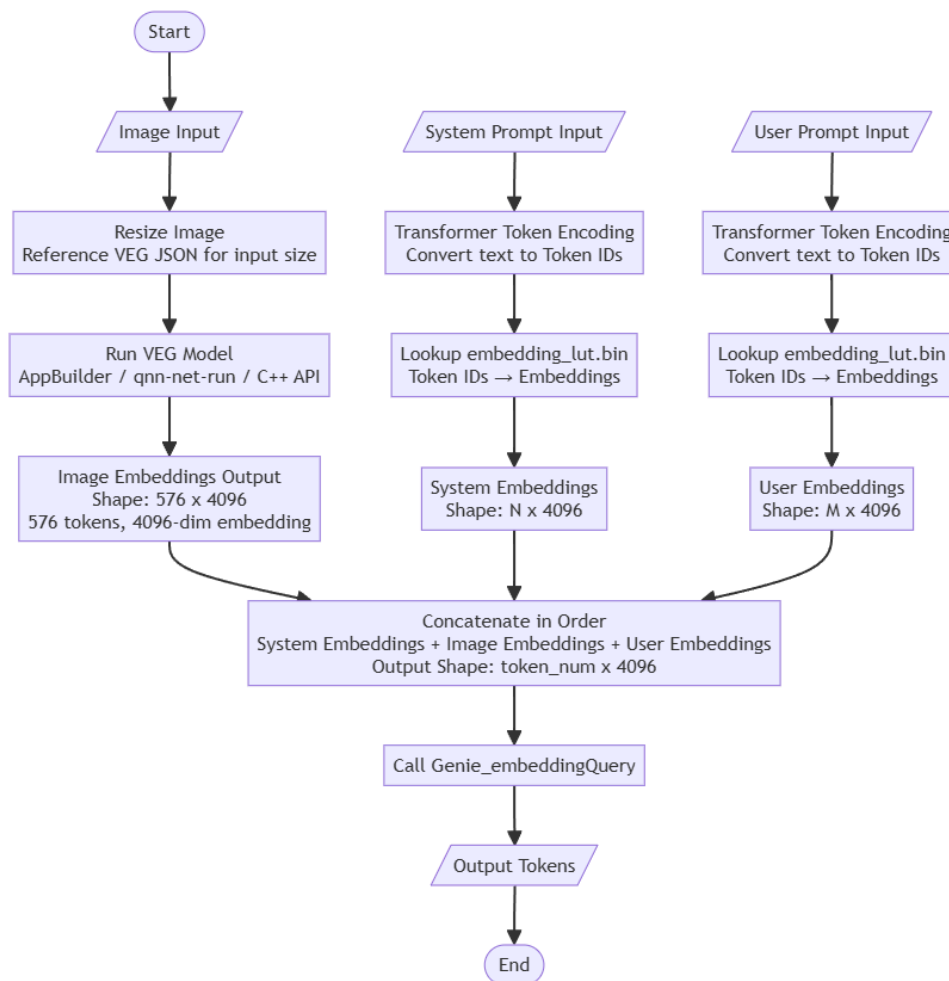 Start
Image Input
System Prompt Input
User Prompt Input
Resize Image
Reference VEG JSON for input size
Transformer Token Encoding
Convert text to Token IDs
Transformer Token Encoding
Convert text to Token IDs
Run VEG Model
AppBuilder / qnn-net-run / C++ API
Lookup embedding_lut.bin
Token IDs → Embeddings
Lookup embedding_lut.bin
Token IDs → Embeddings
Image Embeddings Output
Shape: 576 x 4096
576 tokens, 4096-dim embedding
System Embeddings
Shape: N x 4096
User Embeddings
Shape: M x 4096
Concatenate in Order
System Embeddings + Image Embeddings + User Embeddings
Output Shape: token_num x 4096
Call Genie_embeddingQuery
Output Tokens
End